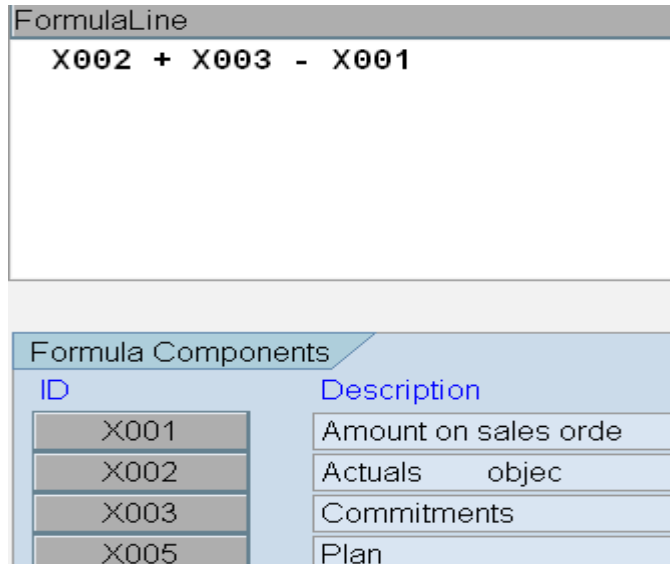 FormulaLine
X002 + X003 - X001
Formula Components
ID Description
X001 Amount on sales orde
X002 Actuals objec
X003 Commitments
X005 Plan